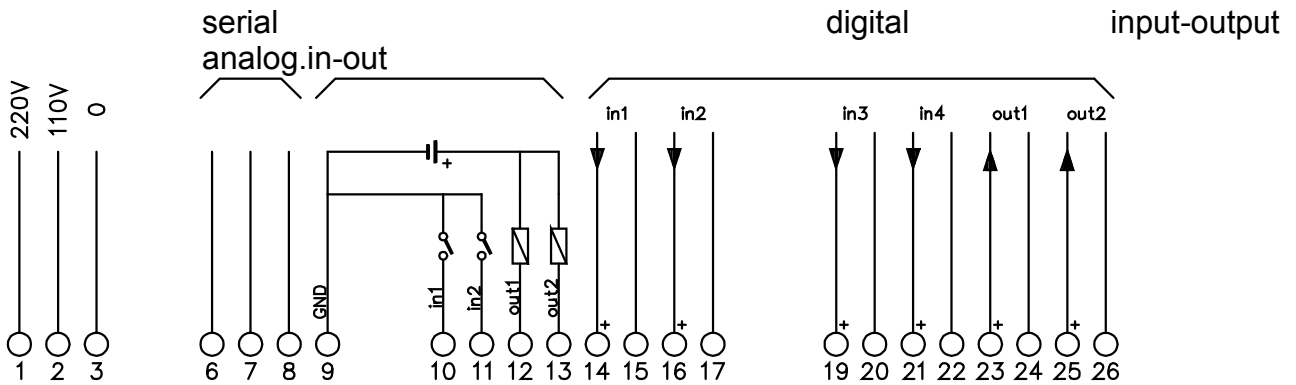 serial digital input-output
analog.in-out
220V 110V 0
in1 in2 in3 in4 out1 out2
+
GND in1 in2 out1 out2 + + + + + +
1 2 3 6 7 8 9 10 11 12 13 14 15 16 17 19 20 21 22 23 24 25 26